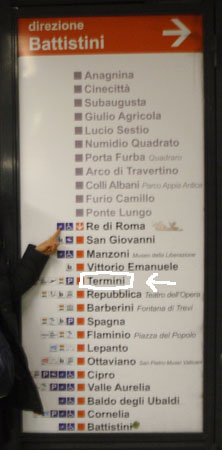 direzione
Battistini
Anagnina
Cinecittà
Subaugusta
Giulio Agricola
Lucio Sestio
Numidio Quadrato
Porta Furba Quadraro
Arco di Travertino
Colli Albani Parco Appia Antica
Furio Camillo
Ponte Lungo
Re di Roma
San Giovanni
Manzoni Museo della Liberazione
Vittorio Emanuele
Termini
Repubblica Teatro dell'Opera
Barberini Fontana di Trevi
Spagna
Flaminio Piazza del Popolo
Lepanto
Ottaviano San Pietro Musei Vaticani
Cipro
Valle Aurelia
Baldo degli Ubaldi
Cornelia
Battistini